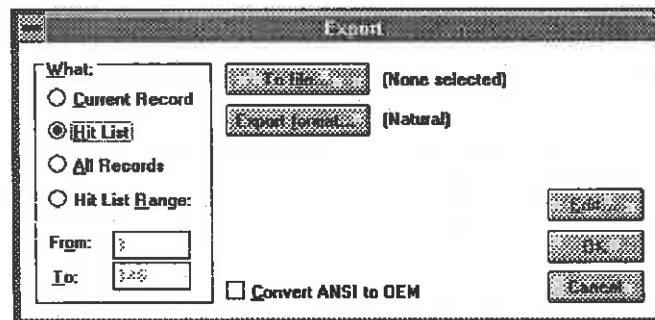 Export
What:
Current Record
Hit List
All Records
Hit List Range:
From:
To:
To file...
(None selected)
Export format...
(Natural)
Convert ANSI to OEM
Edit...
OK
Cancel